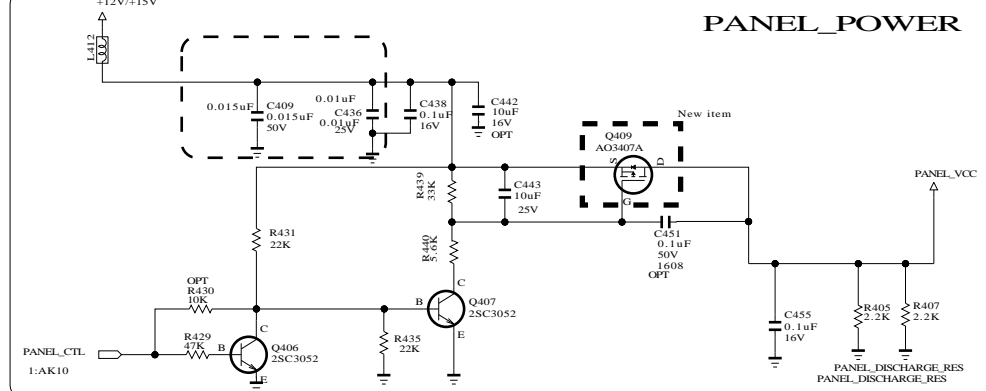 +12V/+15V
PANEL_POWER
L412
0.015uF
C409
0.015uF
50V
0.01uF
C436
0.01uF
25V
C438
0.1uF
16V
C442
10uF
16V
OPT
New item
Q409
AO3407A
S
D
G
PANEL_VCC
R439
33K
C443
10uF
25V
R431
22K
R440
5.6K
C451
0.1uF
50V
1608
OPT
OPT
R430
10K
C
B
Q407
2SC3052
E
R405
2.2K
R407
2.2K
C455
0.1uF
16V
R429
47K
C
B
Q406
2SC3052
E
R435
22K
PANEL_CTL
1:AK10
PANEL_DISCHARGE_RES
PANEL_DISCHARGE_RES